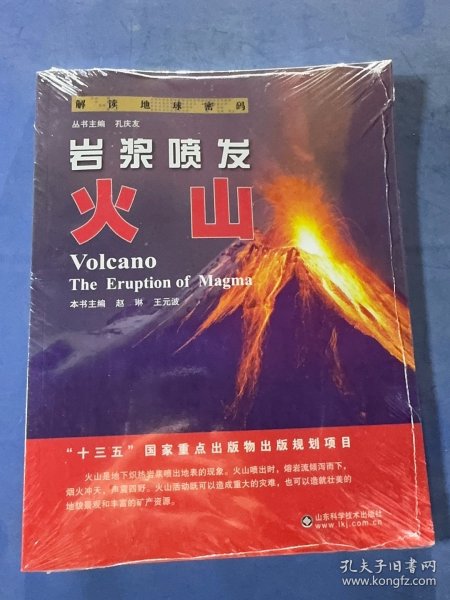 解读地球密码
丛书主编 孔庆友
岩浆喷发
火山
Volcano
The Eruption of Magma
本书主编 赵琳 王元波
“十三五”国家重点出版物出版规划项目
火山是地下炽热岩浆喷出地表的现象。火山喷出时，熔岩流倾泻而下，
烟火冲天，声震四野。火山活动既可以造成重大的灾难，也可以造就壮美的
地貌景观和丰富的矿产资源。
山东科学技术出版社
www.lkj.com.cn
孔夫子旧书网
www.kongfz.com